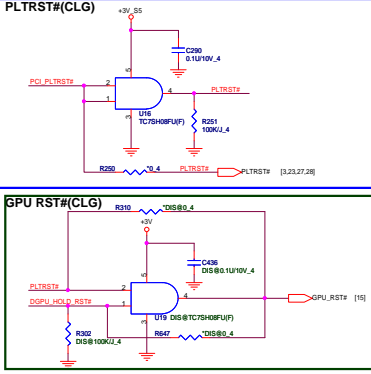 PLTRST#(CLG)
+3V_S5
C290
0.1U/10V_4
5
PCI_PLTRST#
2
1
4
PLTRST#
U16
TC7SH08FU(F)
3
R251
100K/J_4
R250
*0_4
PLTRST#
PLTRST# [3,23,27,28]
GPU RST#(CLG)
R310
*DIS@0_4
+3V
C436
DIS@0.1U/10V_4
5
PLTRST#
2
DGPU_HOLD_RST#
1
4
GPU_RST# [15]
U19 DIS@TC7SH08FU(F)
3
R302
DIS@100K/J_4
R647
*DIS@0_4